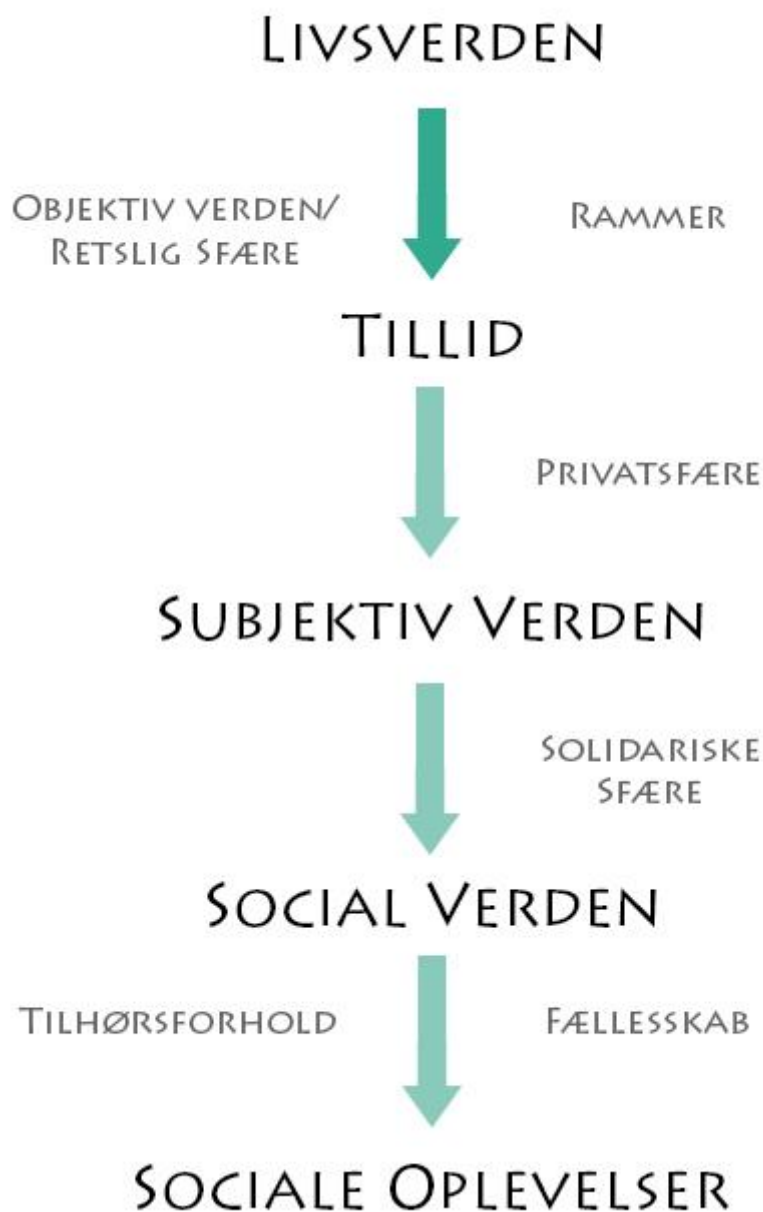 Livsverden
Objektiv verden/
Retslig Sfære
Rammer
Tillid
Privatsfære
Subjektiv Verden
Solidariske
Sfære
Social Verden
Tilhørsforhold
Fællesskab
Sociale Oplevelser